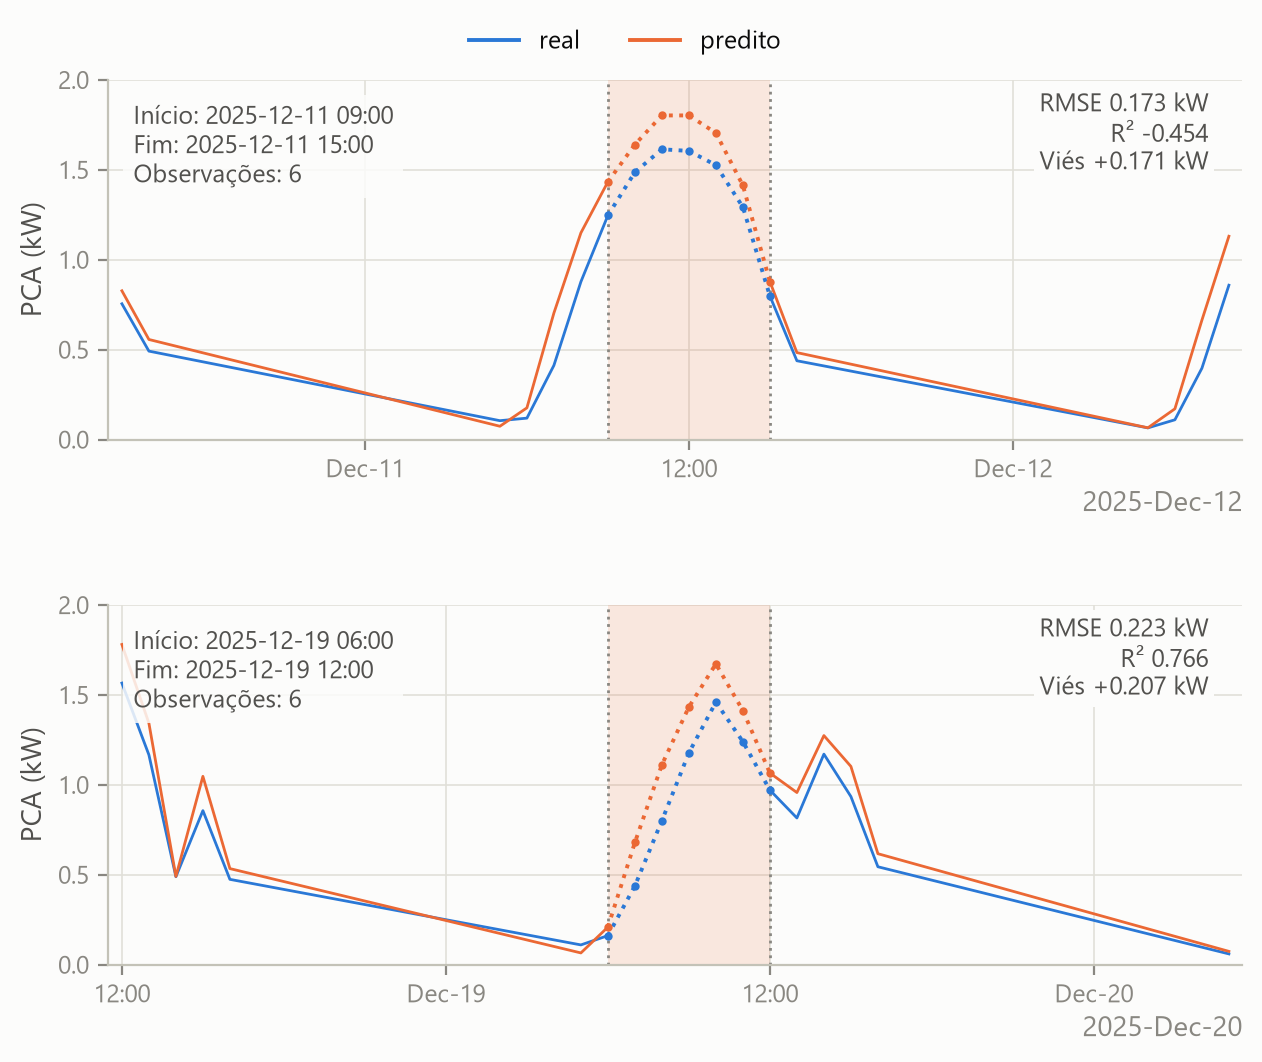 real predito
2.0
1.5
1.0
0.5
0.0
PCA (kW)
Início: 2025-12-11 09:00
Fim: 2025-12-11 15:00
Observações: 6
RMSE 0.173 kW
R² -0.454
Viés +0.171 kW
Dec-11 12:00 Dec-12
2025-Dec-12
2.0
1.5
1.0
0.5
0.0
PCA (kW)
Início: 2025-12-19 06:00
Fim: 2025-12-19 12:00
Observações: 6
RMSE 0.223 kW
R² 0.766
Viés +0.207 kW
12:00 Dec-19 12:00 Dec-20
2025-Dec-20